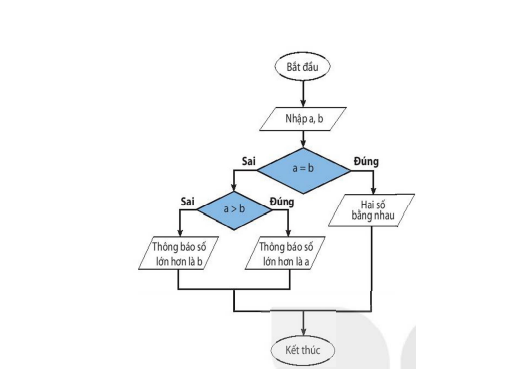 Bắt đầu
Nhập a, b
Sai
Đúng
a = b
Sai
Đúng
a > b
Hai số
bằng nhau
Thông báo số
lớn hơn là b
Thông báo số
lớn hơn là a
Kết thúc